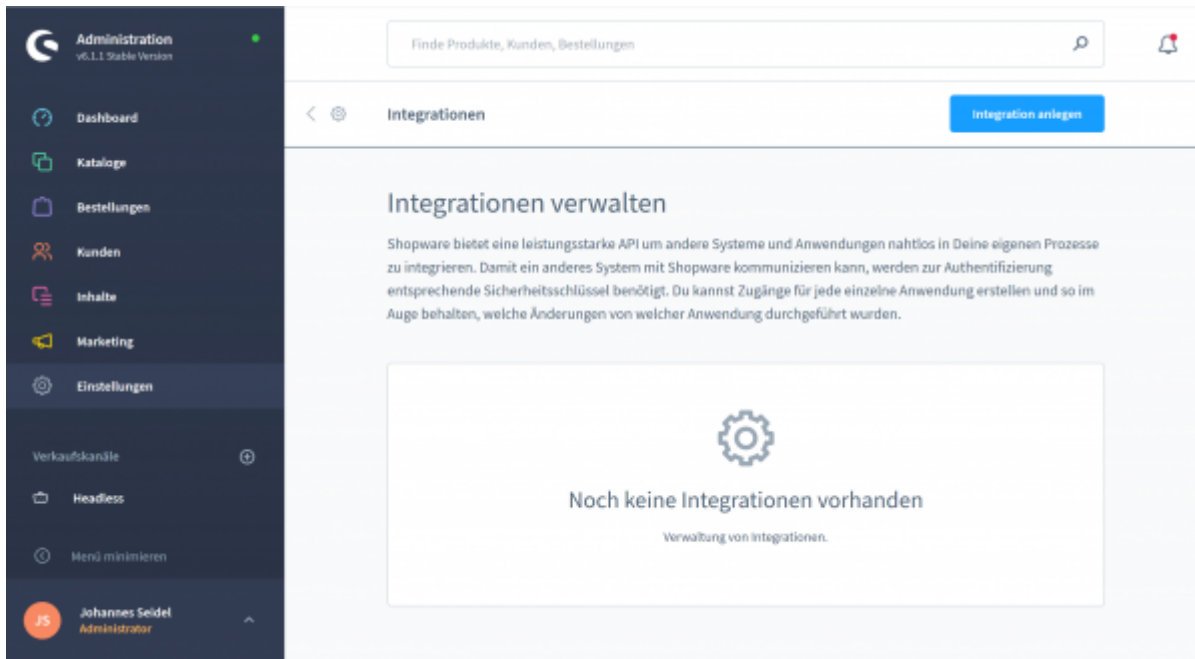 Administration
v6.1.1 Stable Version
Dashboard
Kataloge
Bestellungen
Kunden
Inhalte
Marketing
Einstellungen
Verkaufskanäle
Headless
Menü minimieren
JS
Johannes Seidel
Administrator
Finde Produkte, Kunden, Bestellungen
Integrationen
Integration anlegen
Integrationen verwalten
Shopware bietet eine leistungsstarke API um andere Systeme und Anwendungen nahtlos in Deine eigenen Prozesse
zu integrieren. Damit ein anderes System mit Shopware kommunizieren kann, werden zur Authentifizierung
entsprechende Sicherheitsschlüssel benötigt. Du kannst Zugänge für jede einzelne Anwendung erstellen und so im
Auge behalten, welche Änderungen von welcher Anwendung durchgeführt wurden.
Noch keine Integrationen vorhanden
Verwaltung von Integrationen.